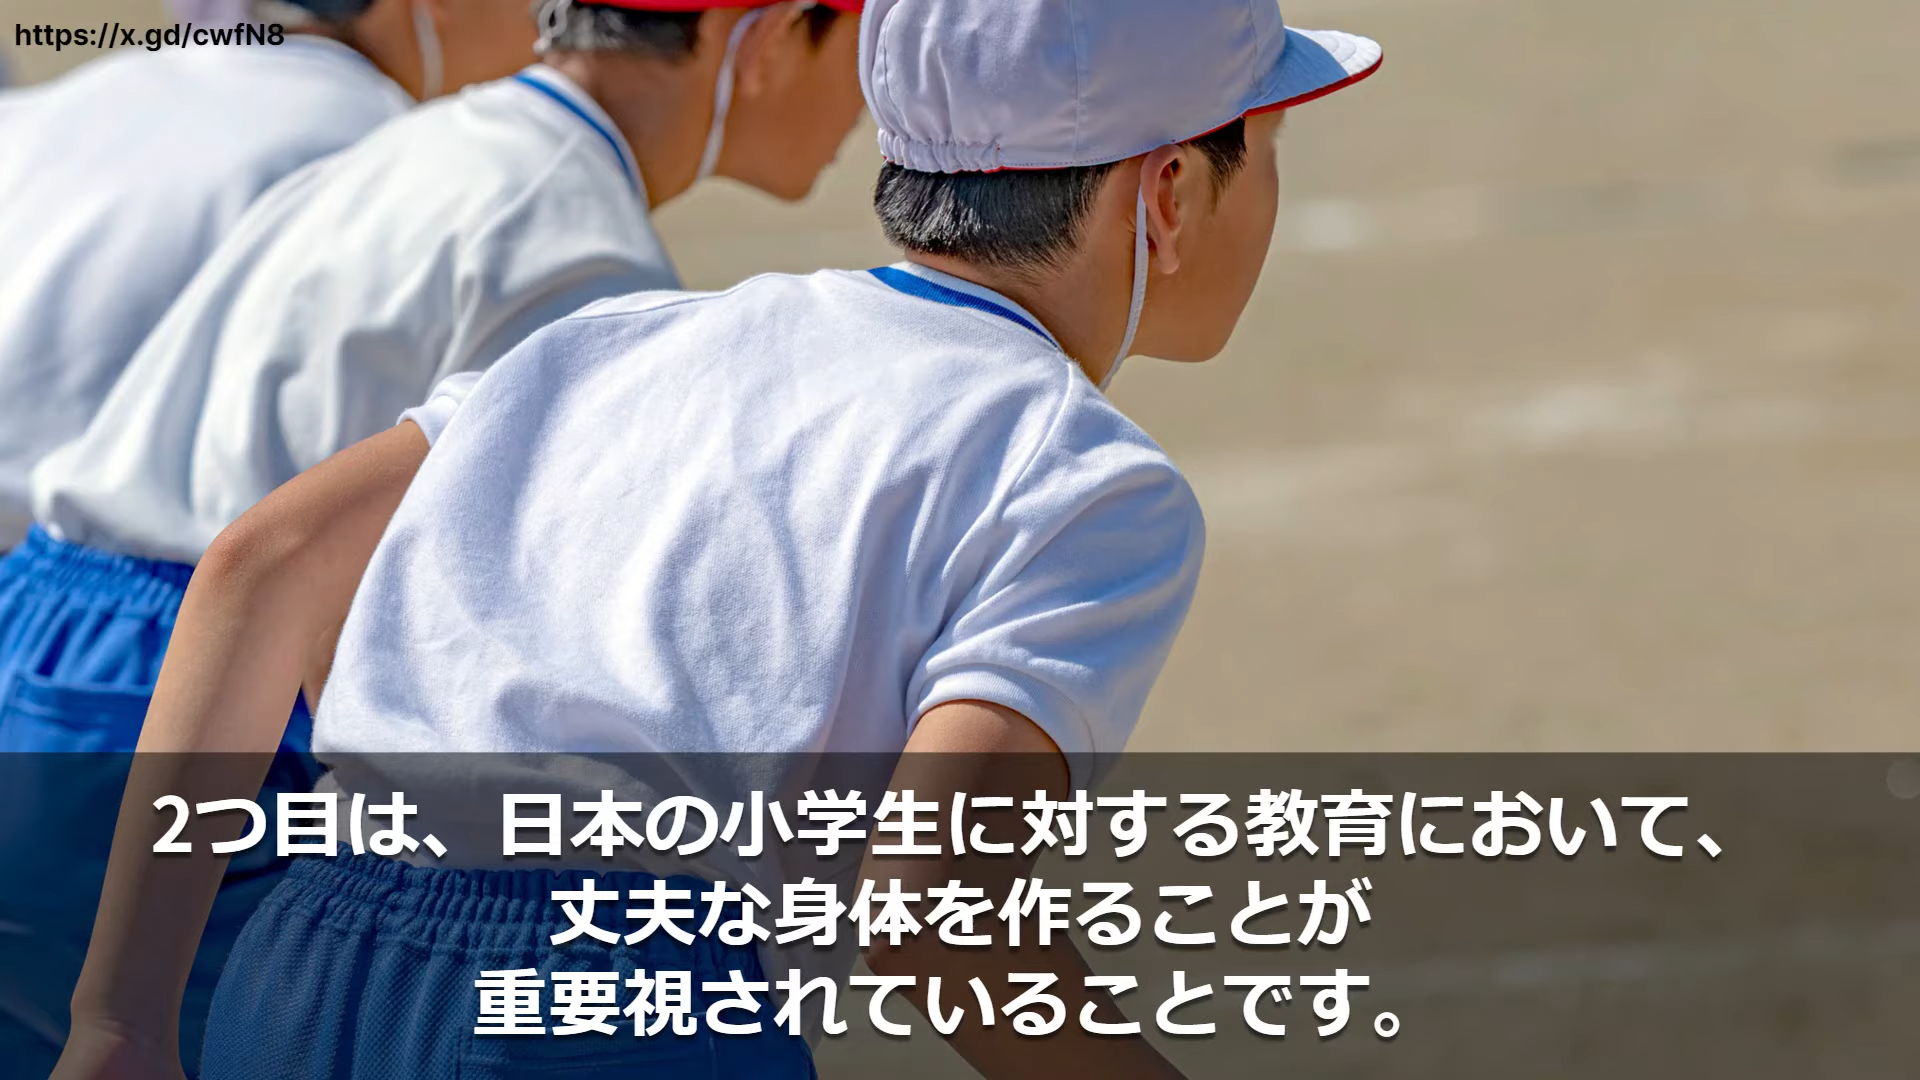 https://x.gd/cwfN8
2つ目は、日本の小学生に対する教育において、
丈夫な身体を作ることが
重要視されていることです。